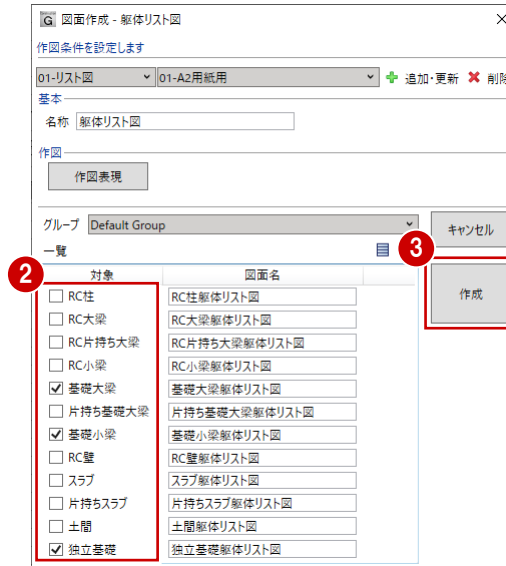 G 図面作成 - 躯体リスト図
作図条件を設定します
01-リスト図 01-A2用紙用 追加・更新 削除
基本
名称 躯体リスト図
作図
作図表現
グループ Default Group キャンセル
一覧 3
2 対象 図面名 作成
RC柱 RC柱躯体リスト図
RC大梁 RC大梁躯体リスト図
RC片持ち大梁 RC片持ち大梁躯体リスト図
RC小梁 RC小梁躯体リスト図
基礎大梁 基礎大梁躯体リスト図
片持ち基礎大梁 片持ち基礎大梁躯体リスト図
基礎小梁 基礎小梁躯体リスト図
RC壁 RC壁躯体リスト図
スラブ スラブ躯体リスト図
片持ちスラブ 片持ちスラブ躯体リスト図
土間 土間躯体リスト図
独立基礎 独立基礎躯体リスト図